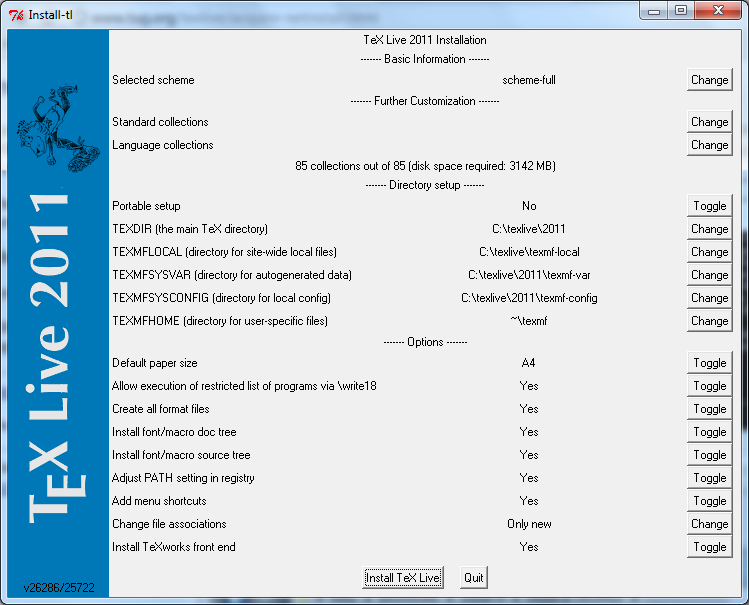 Install-tl
TeX Live 2011 Installation
------- Basic Information -------
Selected scheme scheme-full Change
------- Further Customization -------
Standard collections Change
Language collections Change
85 collections out of 85 (disk space required: 3142 MB)
------- Directory setup -------
Portable setup No Toggle
TEXDIR (the main TeX directory) C:\texlive\2011 Change
TEXMFLOCAL (directory for site-wide local files) C:\texlive\texmf-local Change
TEXMFSYSVAR (directory for autogenerated data) C:\texlive\2011\texmf-var Change
TEXMFSYSCONFIG (directory for local config) C:\texlive\2011\texmf-config Change
TEXMFHOME (directory for user-specific files) ~\texmf Change
------- Options -------
Default paper size A4 Toggle
Allow execution of restricted list of programs via \write18 Yes Toggle
Create all format files Yes Toggle
Install font/macro doc tree Yes Toggle
Install font/macro source tree Yes Toggle
Adjust PATH setting in registry Yes Toggle
Add menu shortcuts Yes Toggle
Change file associations Only new Change
Install TeXworks front end Yes Toggle
Install TeX Live Quit
TEX Live 2011
v26286/25722